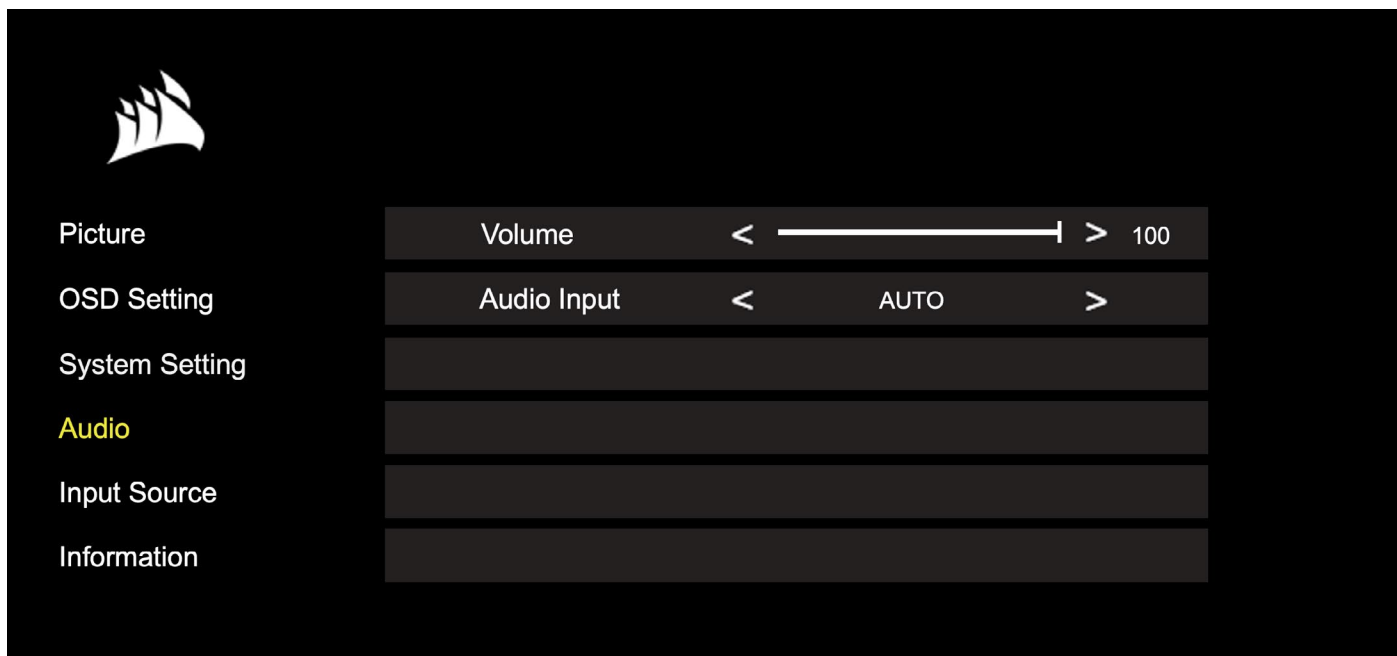 Picture
Volume < > 100
OSD Setting
Audio Input < AUTO >
System Setting
Audio
Input Source
Information